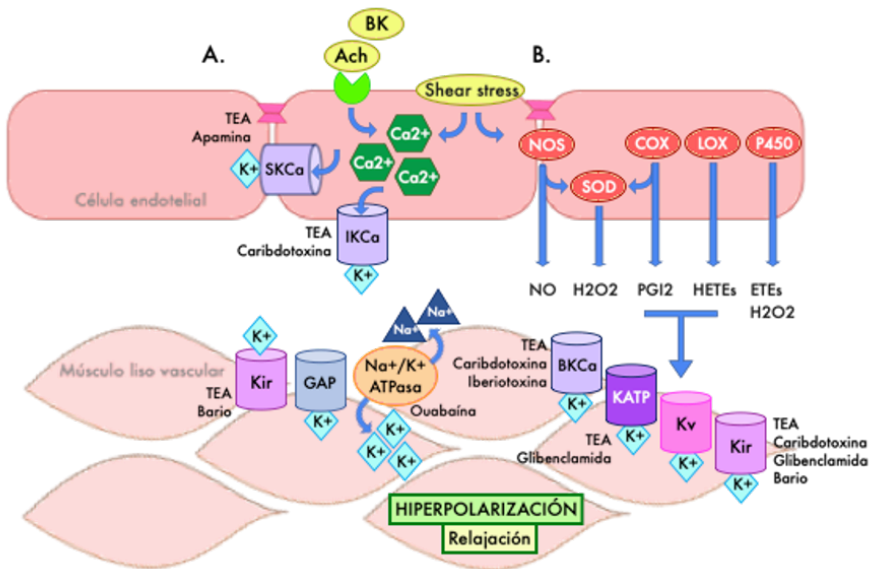 A.
BK
Ach
B.
Shear stress
TEA
Apamina
K+
SKCa
Ca2+
Ca2+
Ca2+
NOS
COX
LOX
P450
SOD
Célula endotelial
TEA
Caribdotoxina
IKCa
K+
NO
H2O2
PGI2
HETEs
ETEs
H2O2
Na+
Na+
K+
Músculo liso vascular
Kir
TEA
Bario
GAP
K+
Na+/K+
ATPasa
Ouabaína
K+
K+
K+
K+
TEA
Caribdotoxina
Iberiotoxina
BKCa
K+
KATP
K+
TEA
Glibenclamida
Kv
K+
Kir
K+
TEA
Caribdotoxina
Glibenclamida
Bario
HIPERPOLARIZACIÓN
Relajación